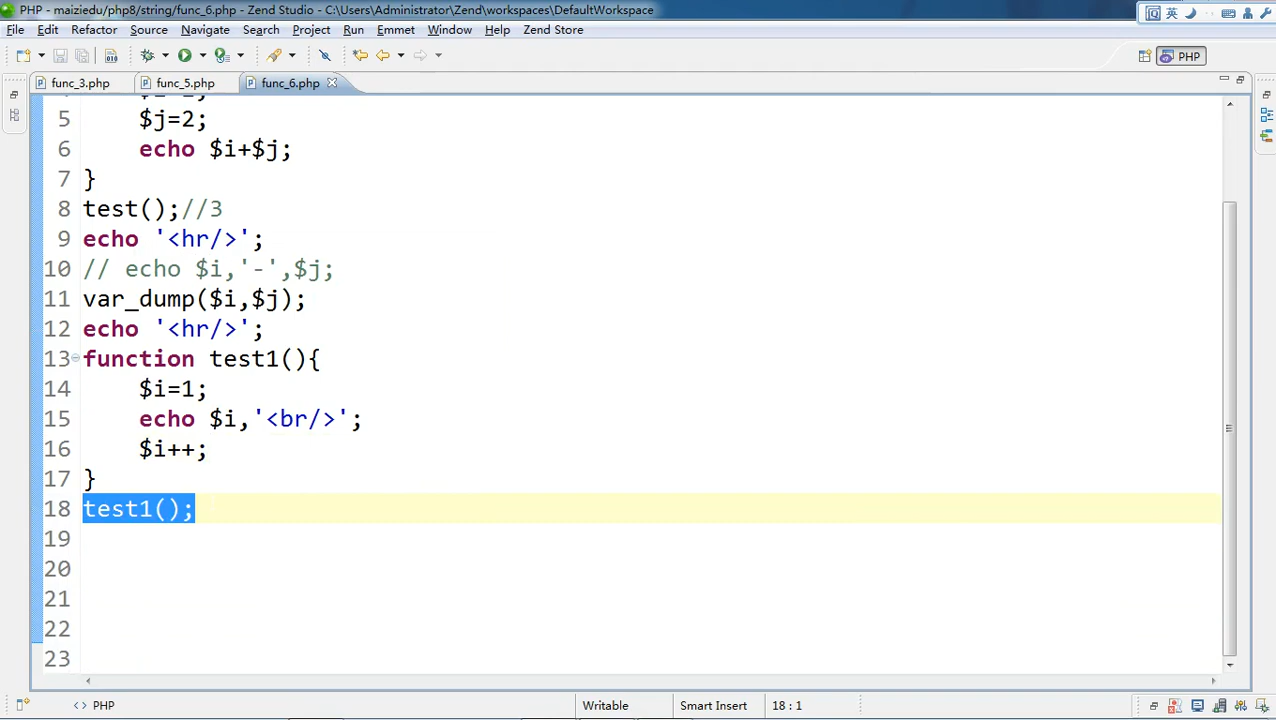 PHP - maiziedu/php8/string/func_6.php - Zend Studio - C:\Users\Administrator\Zend\workspaces\DefaultWorkspace
英
File Edit Refactor Source Navigate Search Project Run Emmet Window Help Zend Store
PHP
func_3.php func_5.php func_6.php
5 $j=2;
6 echo $i+$j;
7 }
8 test();//3
9 echo '<hr/>';
10 // echo $i,'-',$j;
11 var_dump($i,$j);
12 echo '<hr/>';
13 function test1(){
14 $i=1;
15 echo $i,'<br/>';
16 $i++;
17 }
18 test1();
19
20
21
22
23
<> PHP Writable Smart Insert 18 : 1